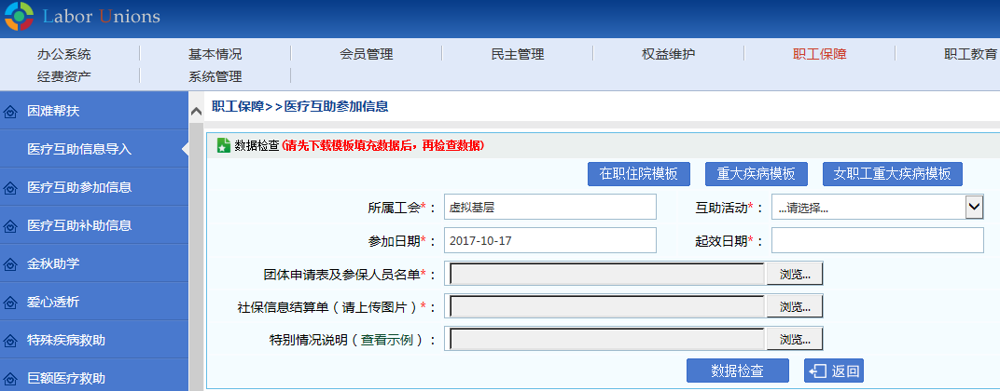 Labor Unions
办公系统 基本情况 会员管理 民主管理 权益维护 职工保障 职工教育
经费资产 系统管理
困难帮扶
医疗互助信息导入
医疗互助参加信息
医疗互助补助信息
金秋助学
爱心透析
特殊疾病救助
巨额医疗救助
职工保障>>医疗互助参加信息
数据检查(请先下载模板填充数据后，再检查数据)
在职住院模板 重大疾病模板 女职工重大疾病模板
所属工会*： 虚拟基层 互助活动*： ...请选择...
参加日期*： 2017-10-17 起效日期*：
团体申请表及参保人员名单*： 浏览...
社保信息结算单（请上传图片）*： 浏览...
特别情况说明（查看示例）： 浏览...
数据检查 返回